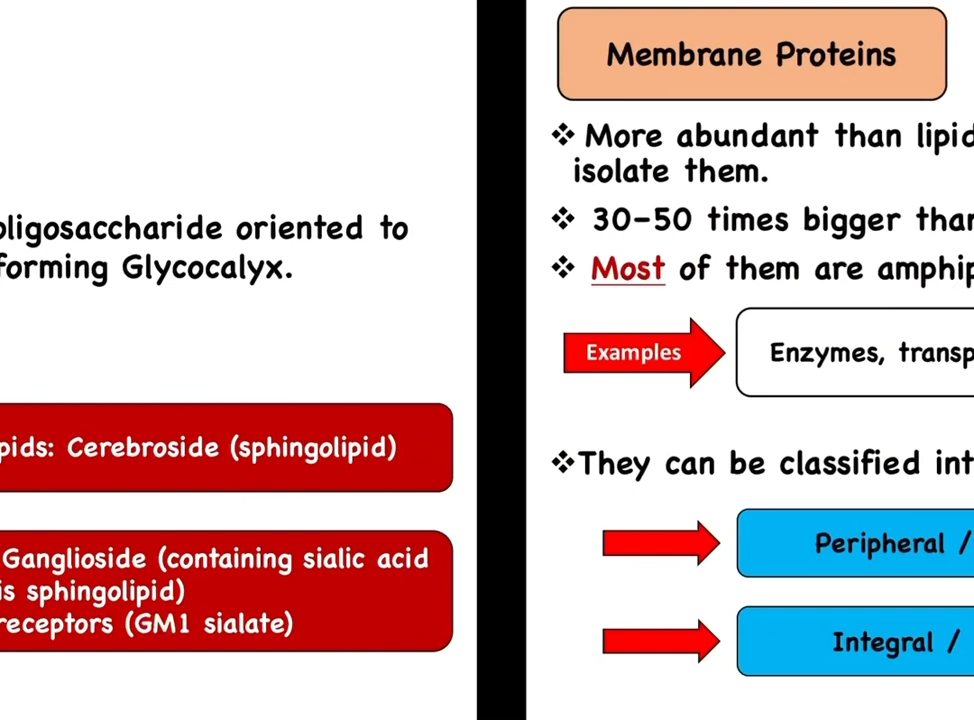 oligosaccharide oriented to
forming Glycocalyx.
pids: Cerebroside (sphingolipid)
Ganglioside (containing sialic acid
is sphingolipid)
receptors (GM1 sialate)
Membrane Proteins
❖ More abundant than lipid
isolate them.
❖ 30-50 times bigger than
❖ Most of them are amphip
Examples
Enzymes, transp
❖They can be classified int
Peripheral /
Integral /